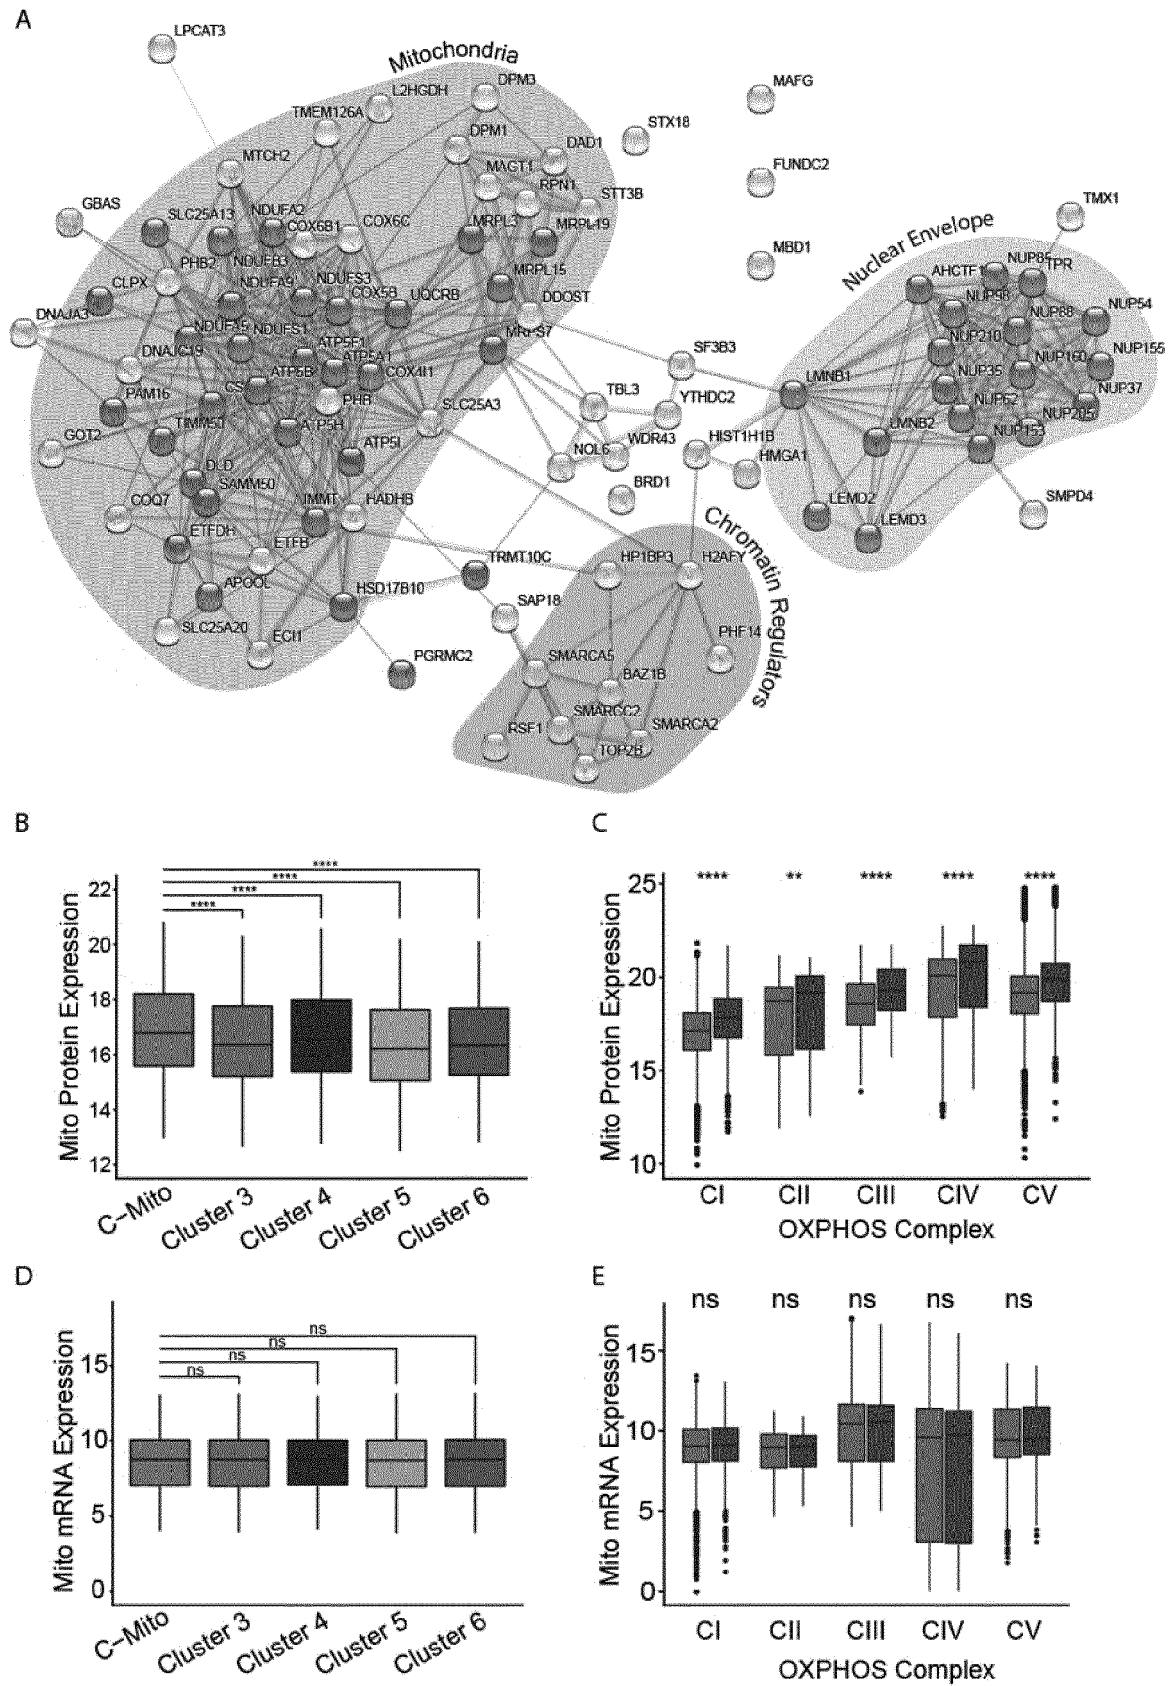 A
LPCAT3
Mitochondria
DPM3
MAFG
L2HGDH
TMEM126A
STX18
DPM1
DAD1
MTCH2
MAGT1
FUNDC2
RPN1
STT3B
GBAS
TMX1
SLC25A13
NDUFA2
COX6B1
COX6C
MRPL3
MRPL19
Nuclear Envelope
MBD1
PHB2
NDUFB3
NUP85
TPR
AHCTF1
CLPX
NDUFA9
NDUFS3
MRPL15
COX5B
UQCRB
DDOST
NUP98
NUP54
DNAJA3
NDUFS1
MRPS7
NUP88
NUP210
ATP5F1
SF3B3
DNAJC19
ATP5A1
NUP160
NUP155
ATP5B
COX4I1
LMNB1
NUP35
PAM16
CS
PHB
SLC25A3
TBL3
YTHDC2
NUP37
NUP62
NUP205
TIMM50
ATP5H
WDR43
HIST1H1B
LMNB2
NUP153
GOT2
ATP5I
NOL6
HMGA1
DLD
SAMM50
BRD1
COQ7
IMMT
HADHB
LEMD2
SMPD4
ETFDH
ETFB
Chromatin Regulators
LEMD3
APOOL
HSD17B10
TRMT10C
HP1BP3
H2AFY
SLC25A20
ECI1
SAP18
PHF14
PGRMC2
SMARCA5
BAZ1B
RSF1
SMARCC2
SMARCA2
TOP2B
B
Mito Protein Expression
22
20
18
16
14
12
****
****
****
****
C-Mito
Cluster 3
Cluster 4
Cluster 5
Cluster 6
C
Mito Protein Expression
25
20
15
10
**** ** **** **** ****
CI CII CIII CIV CV
OXPHOS Complex
D
Mito mRNA Expression
15
10
5
0
ns
ns
ns
ns
C-Mito
Cluster 3
Cluster 4
Cluster 5
Cluster 6
E
Mito mRNA Expression
15
10
5
0
ns ns ns ns ns
CI CII CIII CIV CV
OXPHOS Complex